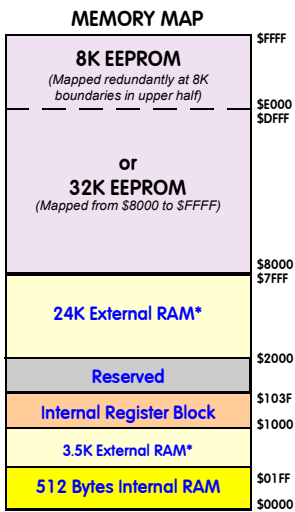 MEMORY MAP
$FFFF
8K EEPROM
(Mapped redundantly at 8K
boundaries in upper half)
$E000
$DFFF
or
32K EEPROM
(Mapped from $8000 to $FFFF)
$8000
$7FFF
24K External RAM*
$2000
Reserved
$103F
Internal Register Block
$1000
3.5K External RAM*
$01FF
512 Bytes Internal RAM
$0000